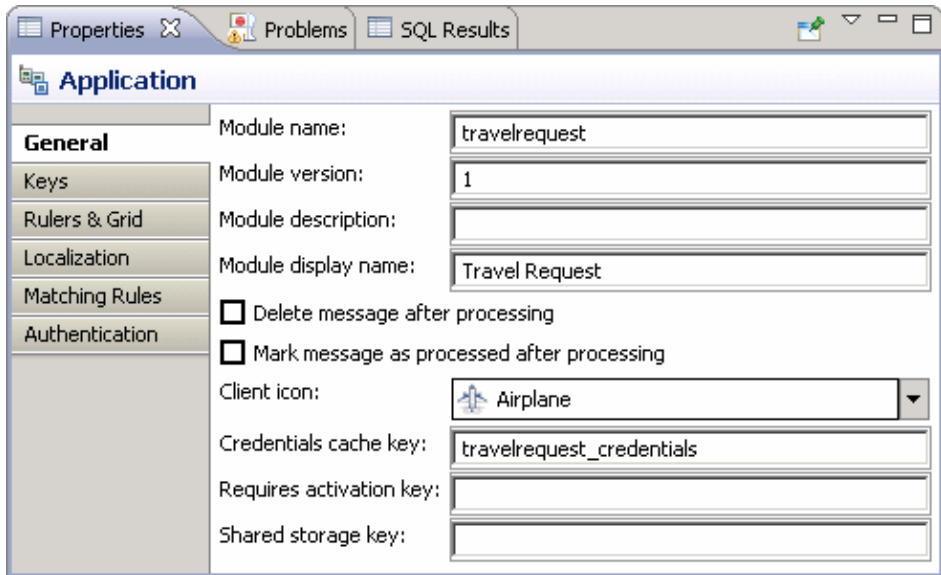 Properties Problems SQL Results
Application
General
Keys
Rulers & Grid
Localization
Matching Rules
Authentication
Module name: travelrequest
Module version: 1
Module description:
Module display name: Travel Request
Delete message after processing
Mark message as processed after processing
Client icon: Airplane
Credentials cache key: travelrequest_credentials
Requires activation key:
Shared storage key: